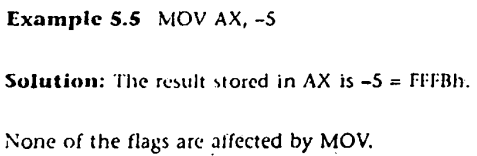 Example 5.5 MOV AX, -5
Solution: The result stored in AX is -5 = FFFBh.
None of the flags are affected by MOV.